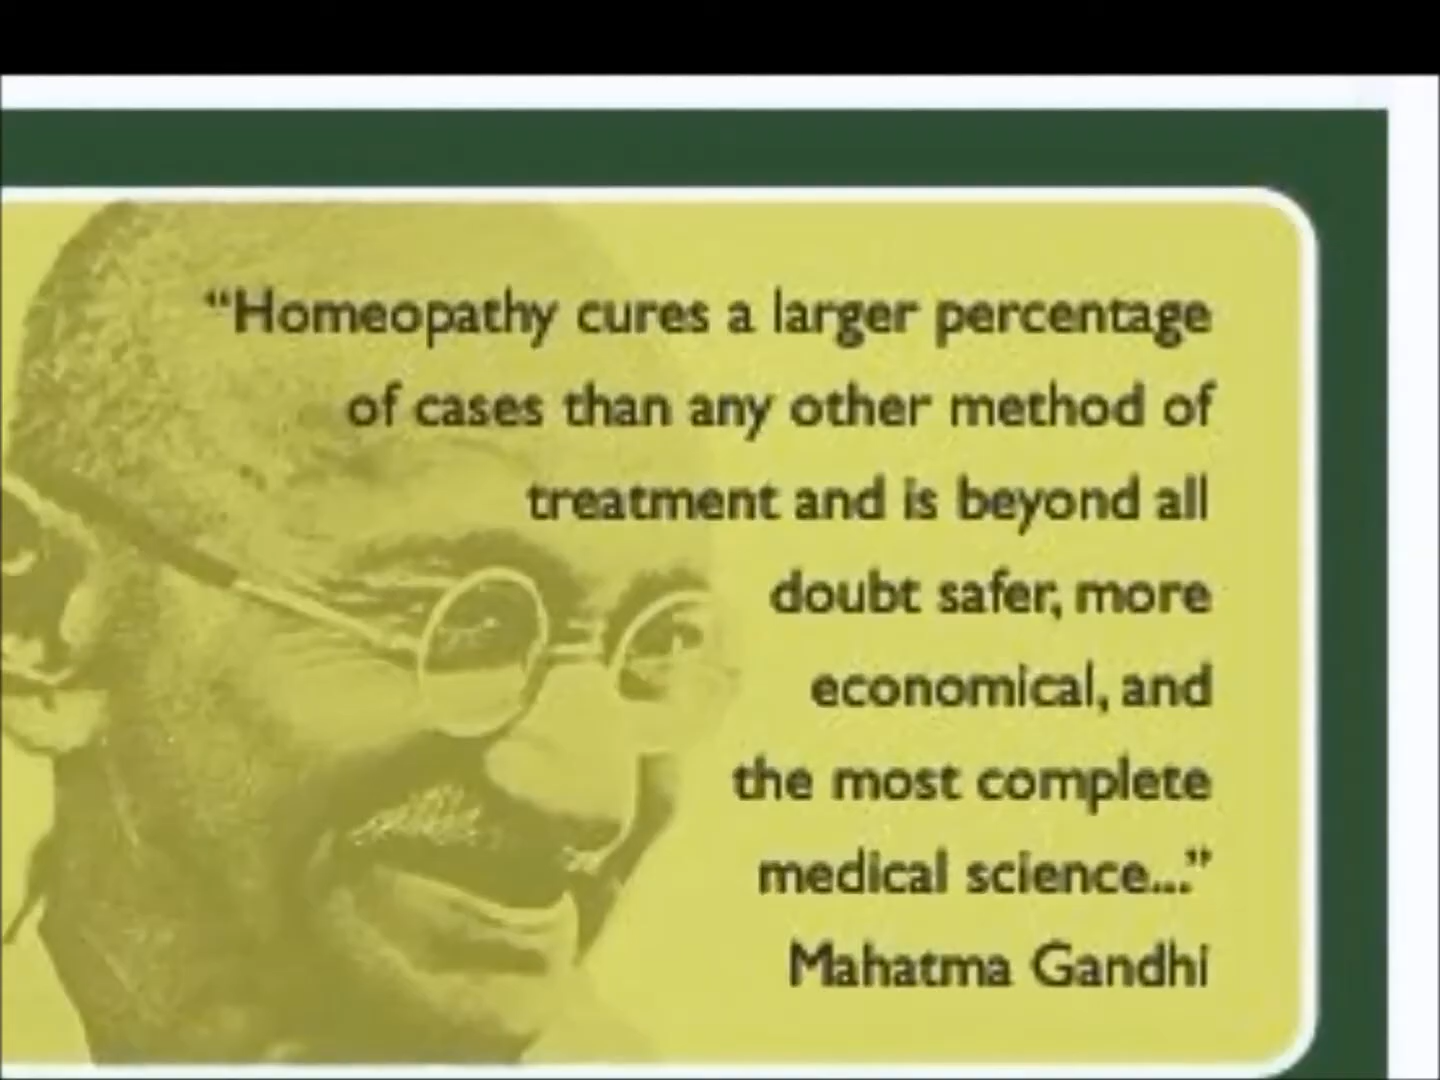 “Homeopathy cures a larger percentage
of cases than any other method of
treatment and is beyond all
doubt safer, more
economical, and
the most complete
medical science...”
Mahatma Gandhi